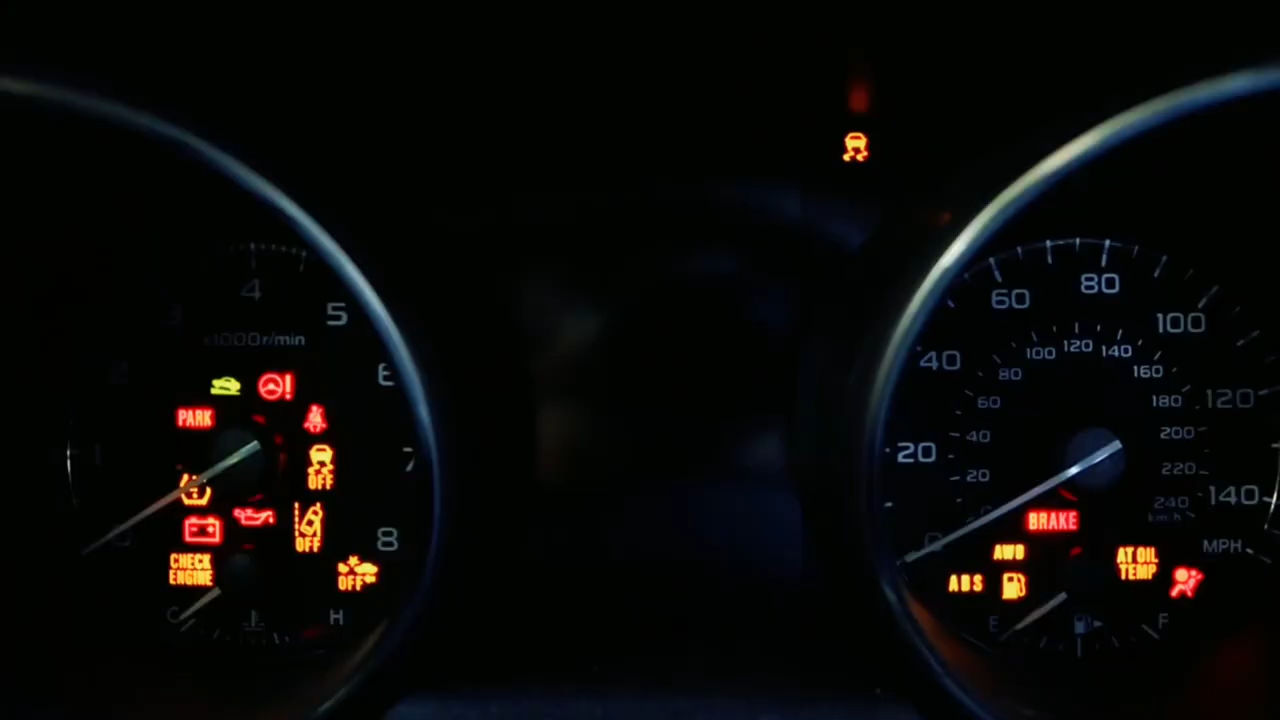 4
5
x1000r/min
6
PARK
7
OFF
8
OFF
CHECK
ENGINE
OFF
C
H
80
60
100
120
100
140
40
80
160
60
180
120
20
40
200
20
220
240
140
km/h
0
BRAKE
MPH
AWD
AT OIL
TEMP
ABS
E
F